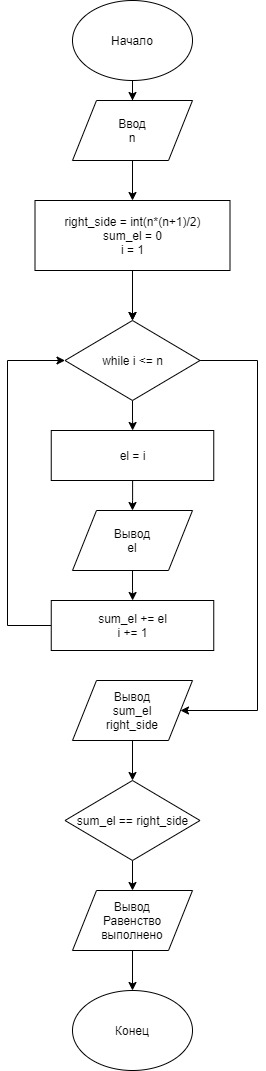 Начало
Ввод
n
right_side = int(n*(n+1)/2)
sum_el = 0
i = 1
while i <= n
el = i
Вывод
el
sum_el += el
i += 1
Вывод
sum_el
right_side
sum_el == right_side
Вывод
Равенство
выполнено
Конец